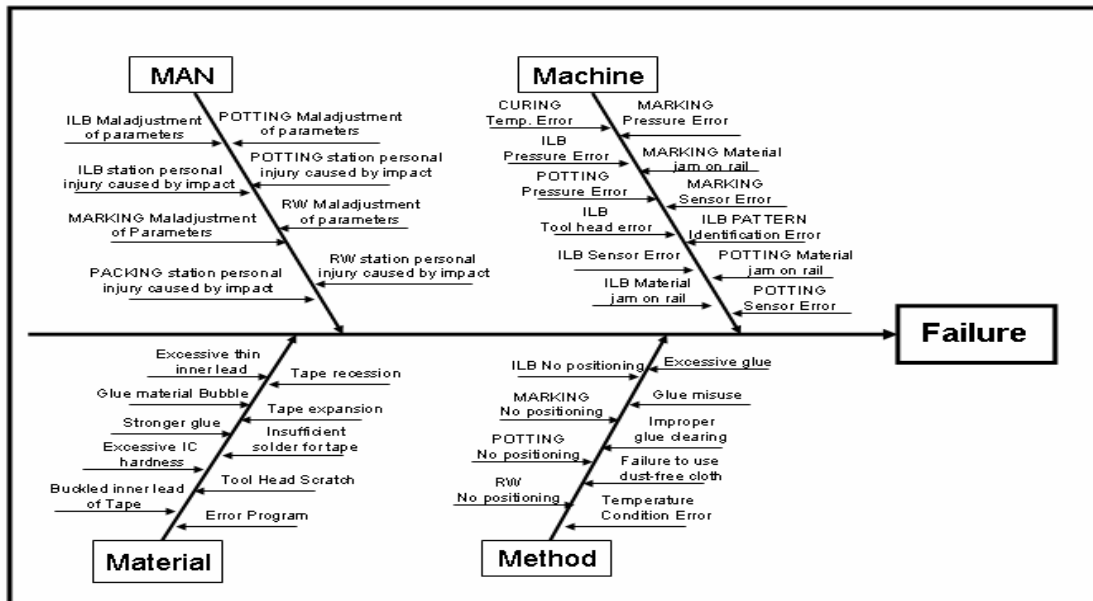 MAN
ILB Maladjustment
of parameters
POTTING Maladjustment
of parameters
ILB station personal
injury caused by impact
POTTING station personal
injury caused by impact
MARKING Maladjustment
of Parameters
RW Maladjustment
of parameters
PACKING station personal
injury caused by impact
RW station personal
injury caused by impact
Machine
CURING
Temp. Error
MARKING
Pressure Error
ILB
Pressure Error
MARKING Material
jam on rail
POTTING
Pressure Error
MARKING
Sensor Error
ILB
Tool head error
ILB PATTERN
Identification Error
ILB Sensor Error
POTTING Material
jam on rail
ILB Material
jam on rail
POTTING
Sensor Error
Failure
Excessive thin
inner lead
Tape recession
Glue material Bubble
Tape expansion
Stronger glue
Insufficient
solder for tape
Excessive IC
hardness
Tool Head Scratch
Buckled inner lead
of Tape
Error Program
Material
ILB No positioning
Excessive glue
MARKING
No positioning
Glue misuse
Improper
glue clearing
POTTING
No positioning
Failure to use
dust-free cloth
RW
No positioning
Temperature
Condition Error
Method